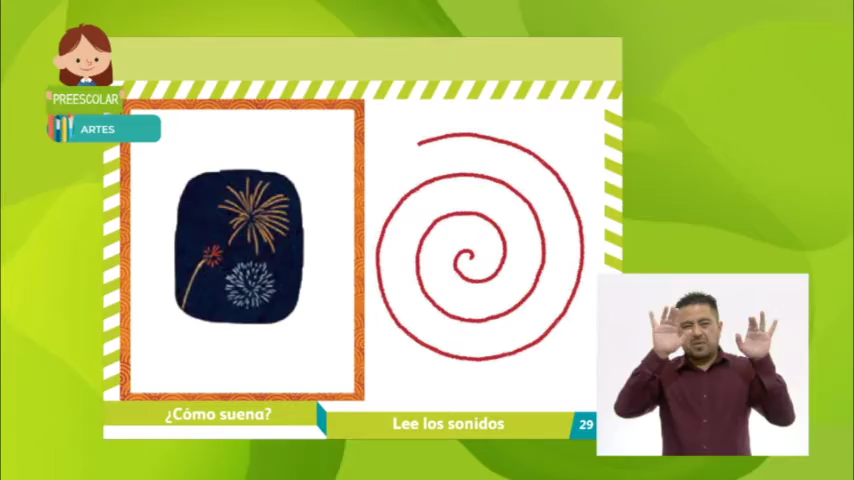 PREESCOLAR
ARTES
¿Cómo suena?
Lee los sonidos
29